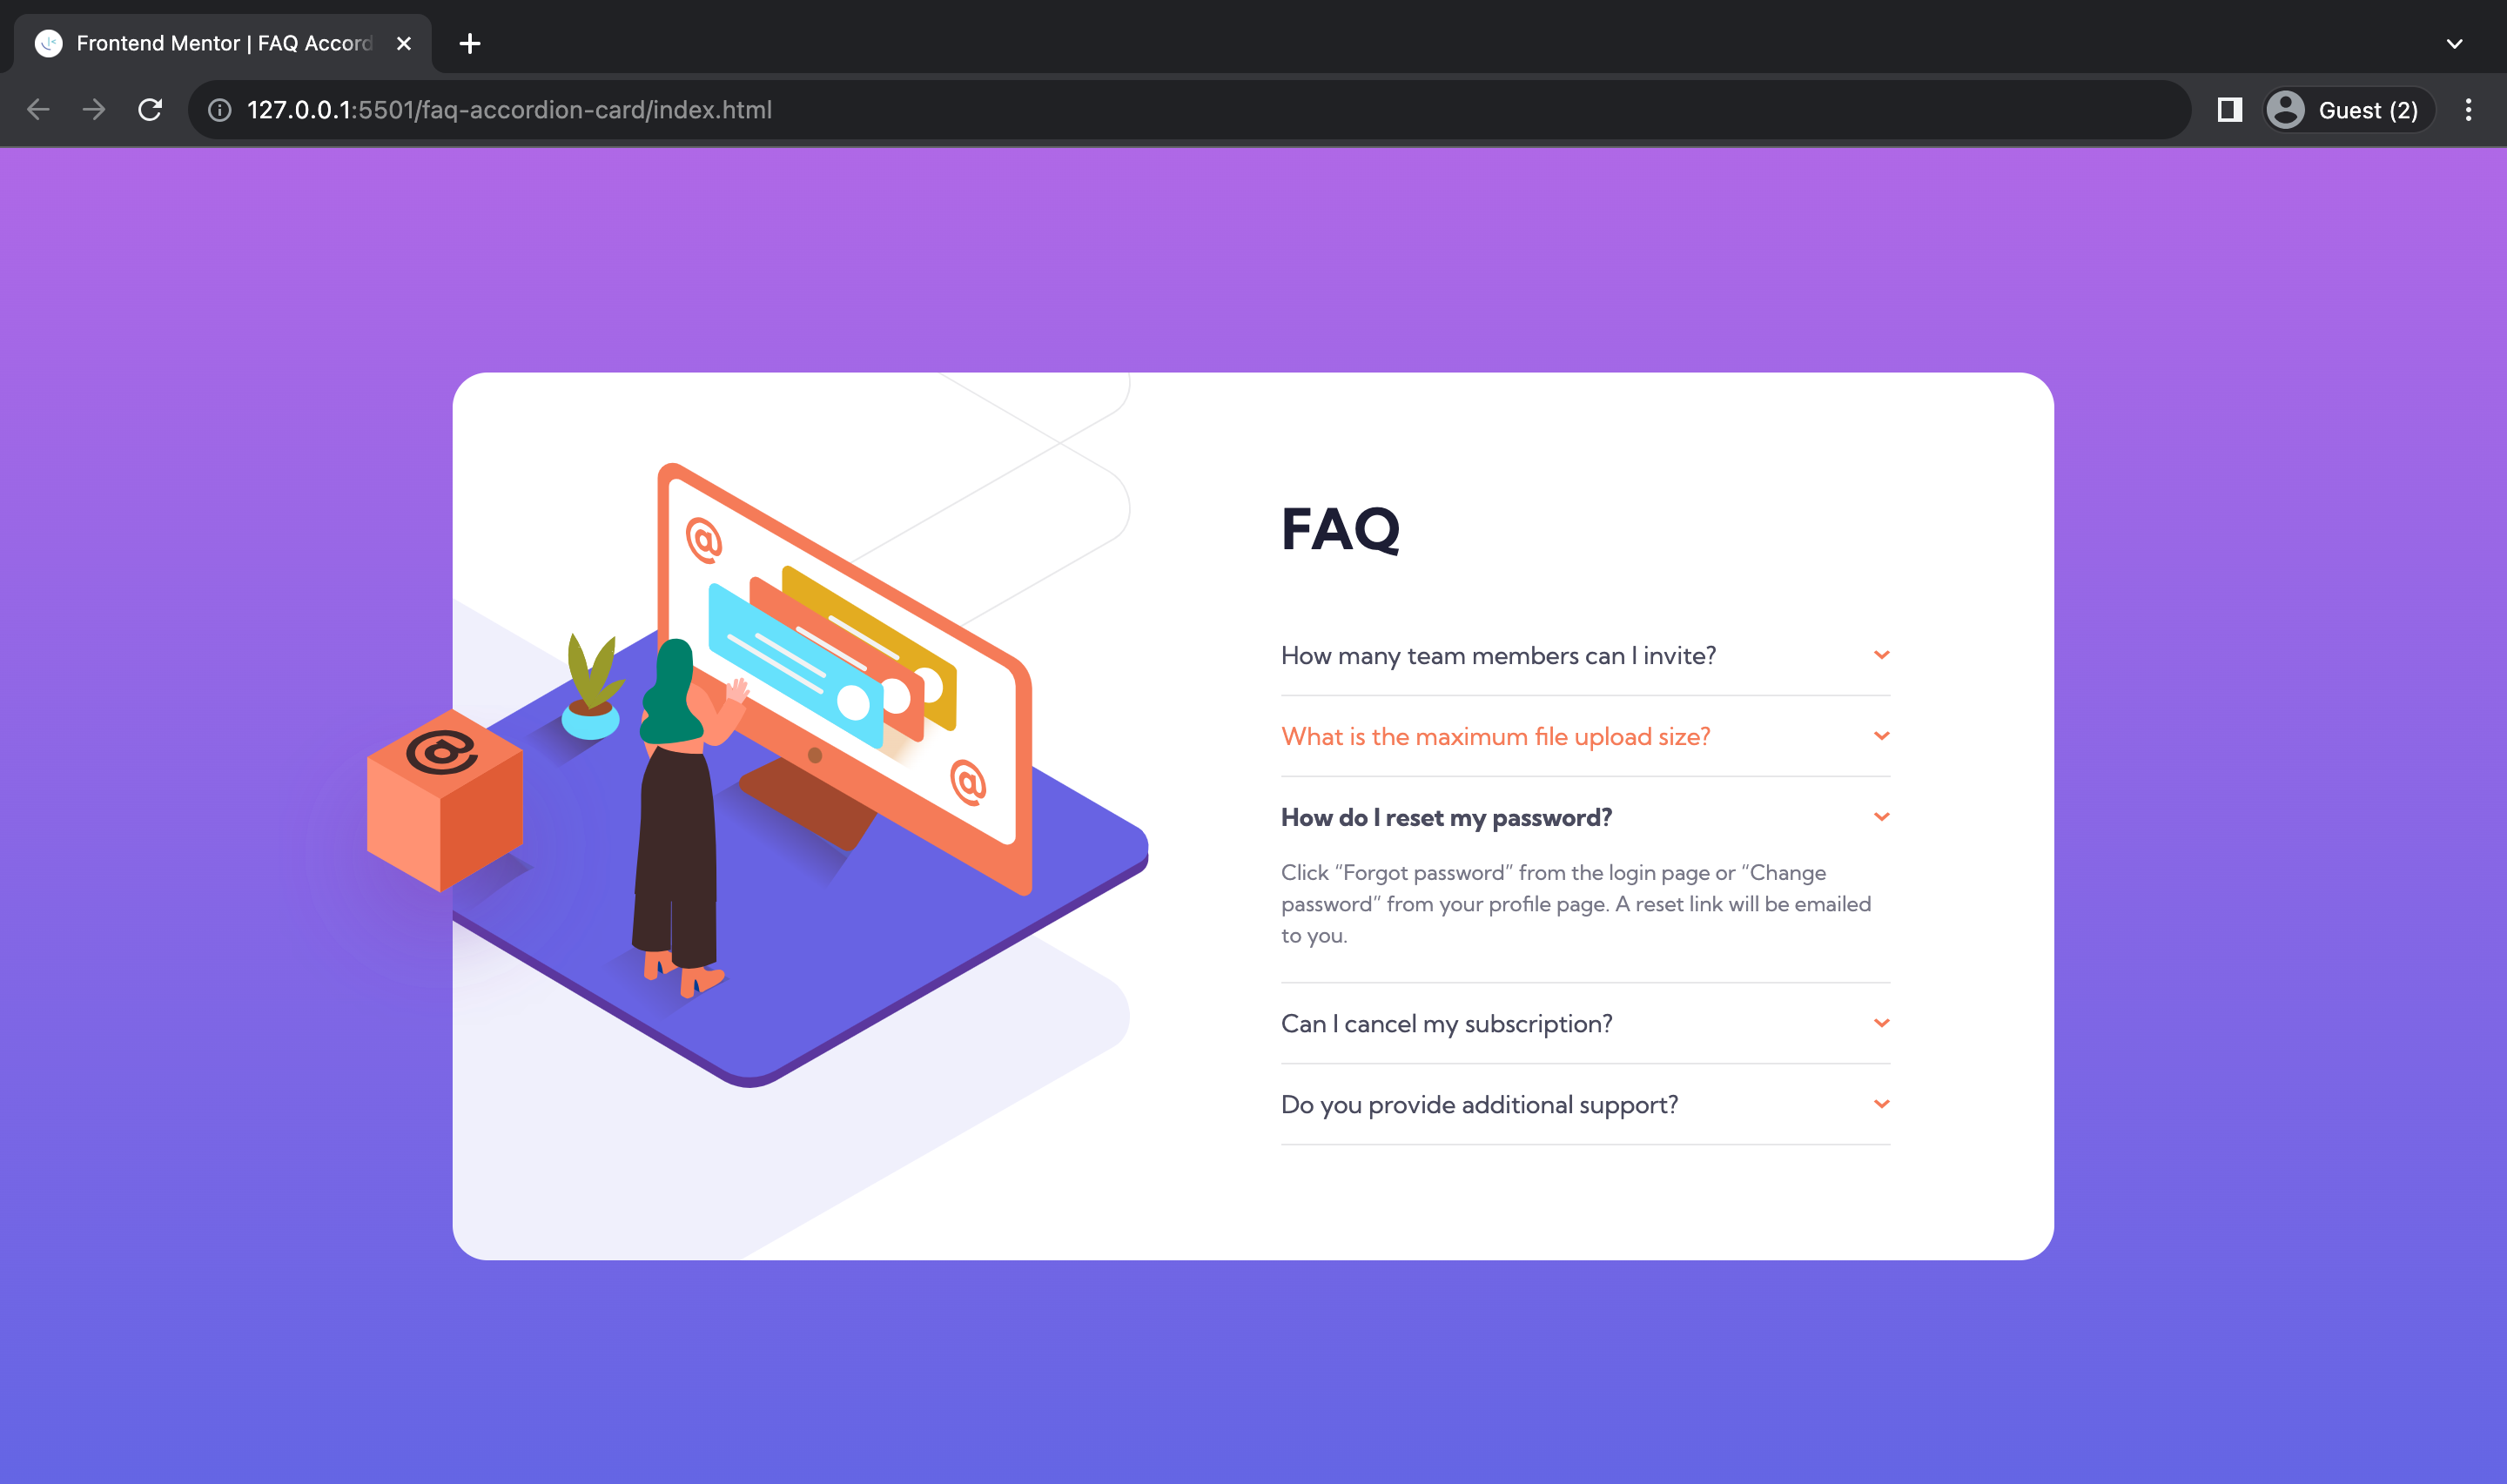 Frontend Mentor | FAQ Accord
127.0.0.1:5501/faq-accordion-card/index.html
Guest (2)
@
@
@
FAQ
How many team members can I invite?
What is the maximum file upload size?
How do I reset my password?
Click “Forgot password” from the login page or “Change
password” from your profile page. A reset link will be emailed
to you.
Can I cancel my subscription?
Do you provide additional support?